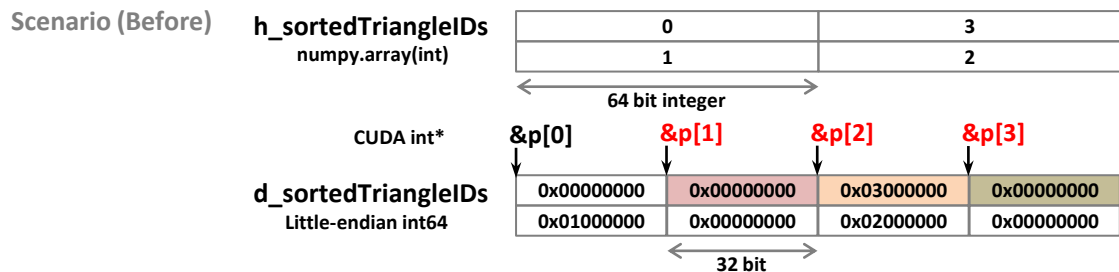 Scenario (Before)
h_sortedTriangleIDs
numpy.array(int)
0 3
1 2
64 bit integer
CUDA int*
&p[0] &p[1] &p[2] &p[3]
d_sortedTriangleIDs
Little-endian int64
0x00000000 0x00000000 0x03000000 0x00000000
0x01000000 0x00000000 0x02000000 0x00000000
32 bit